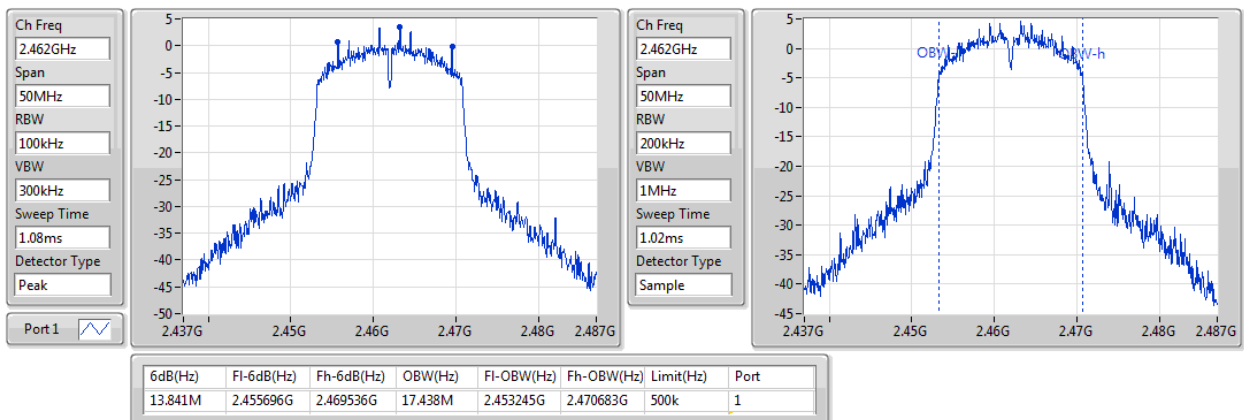 Ch Freq
2.462GHz
Span
50MHz
RBW
100kHz
VBW
300kHz
Sweep Time
1.08ms
Detector Type
Peak
Port 1
5
0
-5
-10
-15
-20
-25
-30
-35
-40
-45
-50
2.437G 2.45G 2.46G 2.47G 2.48G 2.487G
Ch Freq
2.462GHz
Span
50MHz
RBW
200kHz
VBW
1MHz
Sweep Time
1.02ms
Detector Type
Sample
5
0
-5
-10
-15
-20
-25
-30
-35
-40
-45
OBW-h
2.437G 2.45G 2.46G 2.47G 2.48G 2.487G
6dB(Hz) Fl-6dB(Hz) Fh-6dB(Hz) OBW(Hz) Fl-OBW(Hz) Fh-OBW(Hz) Limit(Hz) Port
13.841M 2.455696G 2.469536G 17.438M 2.453245G 2.470683G 500k 1